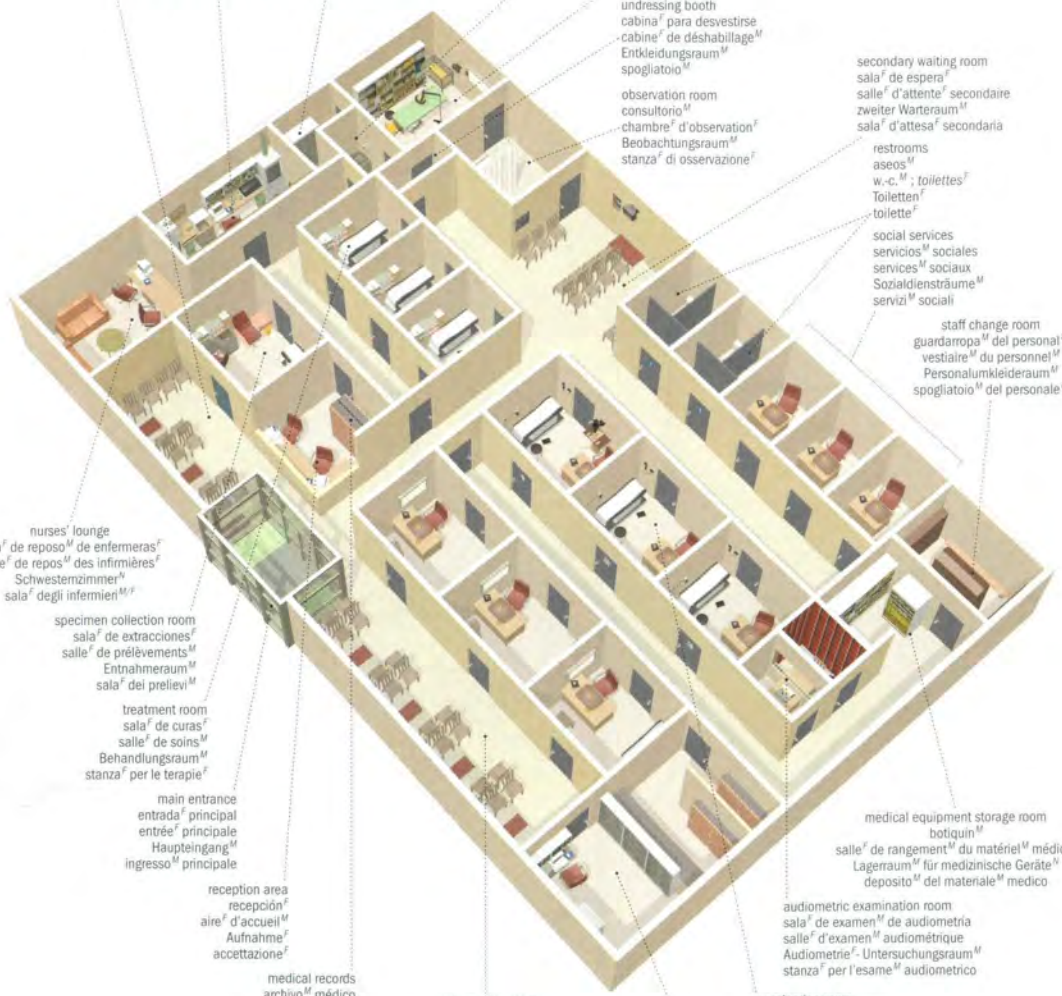 undressing booth
cabina^F para desvestirse
cabine^F de déshabillage^M
Entkleidungsraum^M
spogliatoio^M
observation room
consultorio^M
chambre^F d'observation^F
Beobachtungsraum^M
stanza^F di osservazione^F
secondary waiting room
sala^F de espera^F
salle^F d'attente^F secondaire
zweiter Warteraum^M
sala^F d'attesa^F secondaria
restrooms
aseos^M
w.-c.^M ; toilettes^F
Toiletten^F
toilette^F
social services
servicios^M sociales
services^M sociaux
Sozialdiensträume^M
servizi^M sociali
staff change room
guardarropa^M del personal
vestiaire^M du personnel^M
Personalumkleideraum^M
spogliatoio^M del personale
nurses' lounge
de reposo^M de enfermeras^F
de repos^M des infirmières^F
Schwesternzimmer^N
sala^F degli infermieri^M/F
specimen collection room
sala^F de extracciones^F
salle^F de prélèvements^M
Entnahmeraum^M
sala^F dei prelievi^M
treatment room
sala^F de curas^F
salle^F de soins^M
Behandlungsraum^M
stanza^F per le terapie^F
main entrance
entrada^F principal
entrée^F principale
Haupteingang^M
ingresso^M principale
reception area
recepción^F
aire^F d'accueil^M
Aufnahme^F
accettazione^F
medical records
archivo^M médico
medical equipment storage room
botiquín^M
salle^F de rangement^M du matériel^M
Lagerraum^M für medizinische Geräte^N
deposito^M del materiale^M medico
audiometric examination room
sala^F de examen^M de audiometría
salle^F d'examen^M audiométrique
Audiometrie^F- Untersuchungsraum^M
stanza^F per l'esame^M audiometrico